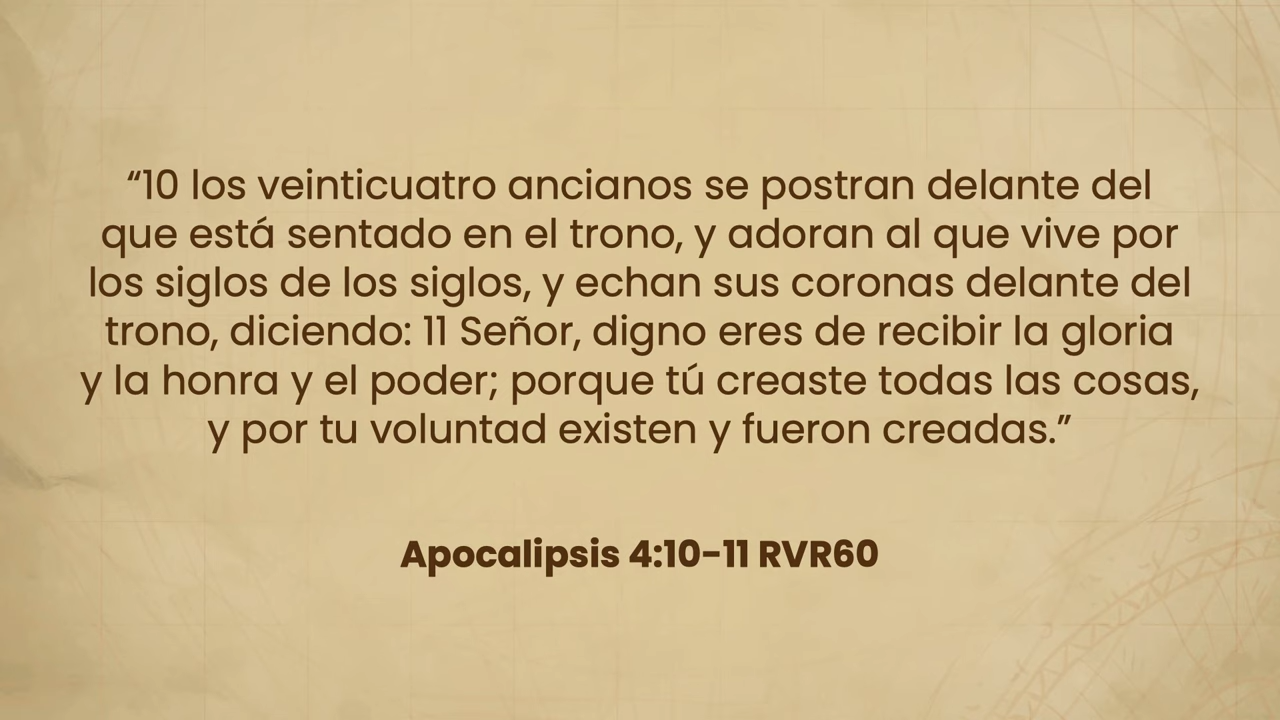 “10 los veinticuatro ancianos se postran delante del
que está sentado en el trono, y adoran al que vive por
los siglos de los siglos, y echan sus coronas delante del
trono, diciendo: 11 Señor, digno eres de recibir la gloria
y la honra y el poder; porque tú creaste todas las cosas,
y por tu voluntad existen y fueron creadas.”
Apocalipsis 4:10-11 RVR60